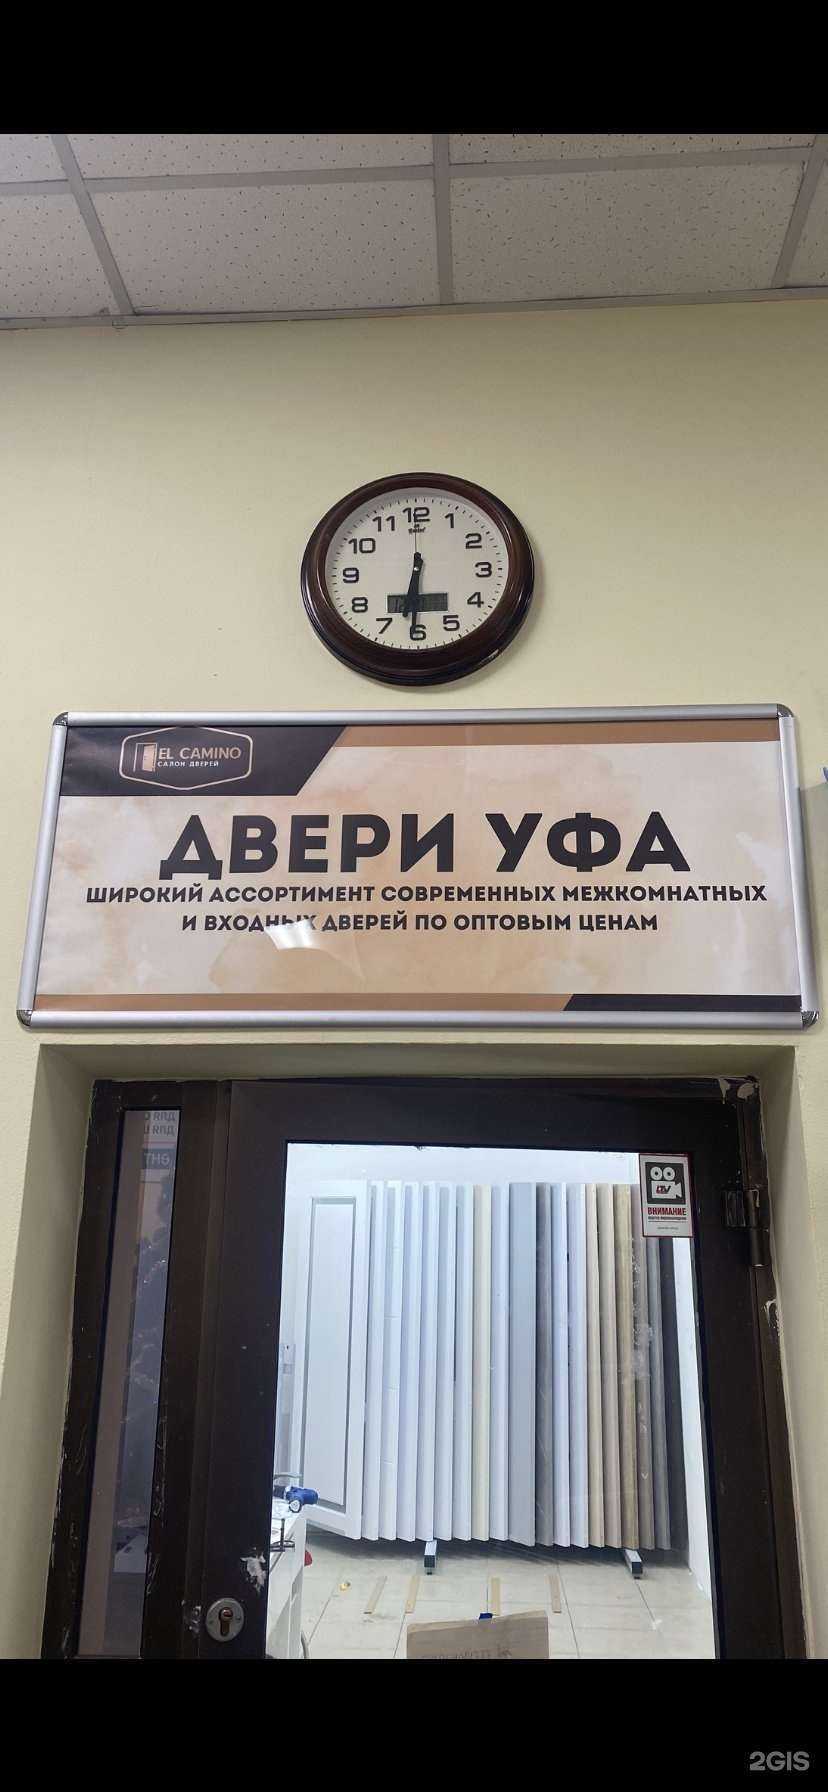 12
11
1
10
2
9
3
8
4
7
5
6
EL CAMINO
САЛОН ДВЕРЕЙ
ДВЕРИ УФА
ШИРОКИЙ АССОРТИМЕНТ СОВРЕМЕННЫХ МЕЖКОМНАТНЫХ
И ВХОДНЫХ ДВЕРЕЙ ПО ОПТОВЫМ ЦЕНАМ
ВНИМАНИЕ
2GIS